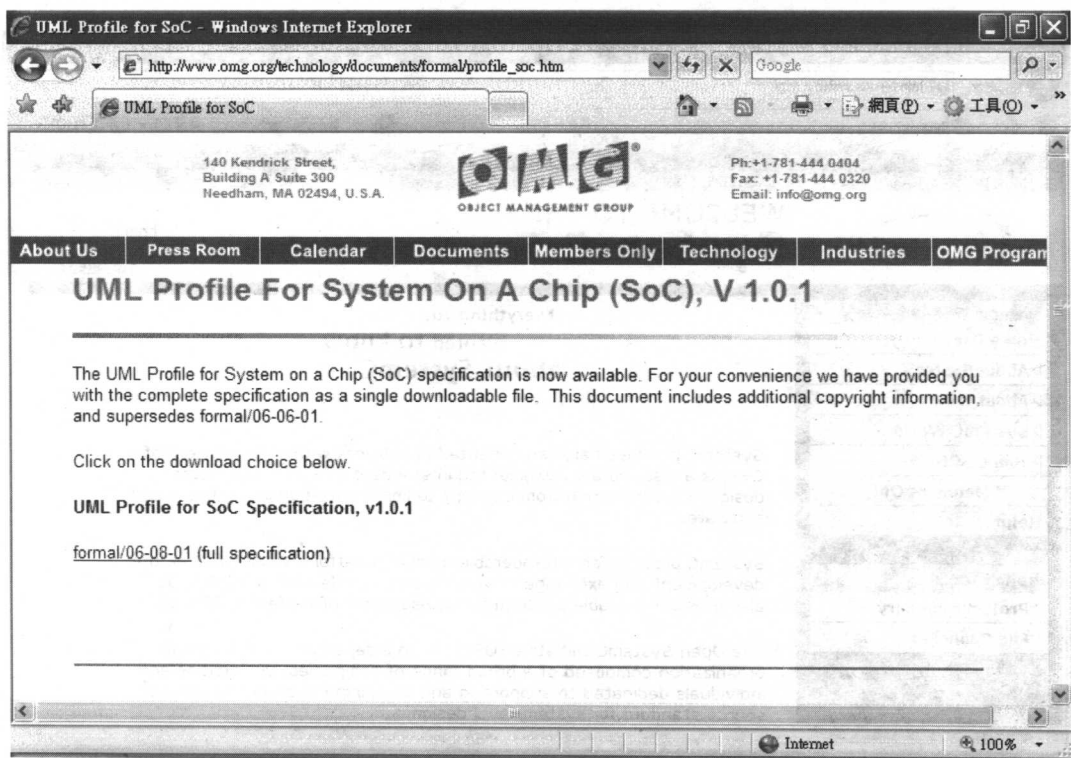 UML Profile for SoC - Windows Internet Explorer
http://www.omg.org/technology/documents/formal/profile_soc.htm
Google
UML Profile for SoC
網頁(P)
工具(O)
140 Kendrick Street,
Building A Suite 300
Needham, MA 02494, U.S.A.
OMG®
OBJECT MANAGEMENT GROUP
Ph:+1-781-444 0404
Fax: +1-781-444 0320
Email: info@omg.org
About Us Press Room Calendar Documents Members Only Technology Industries OMG Program
UML Profile For System On A Chip (SoC), V 1.0.1
The UML Profile for System on a Chip (SoC) specification is now available. For your convenience we have provided you
with the complete specification as a single downloadable file. This document includes additional copyright information,
and supersedes formal/06-06-01.
Click on the download choice below.
UML Profile for SoC Specification, v1.0.1
formal/06-08-01 (full specification)
Internet
100%